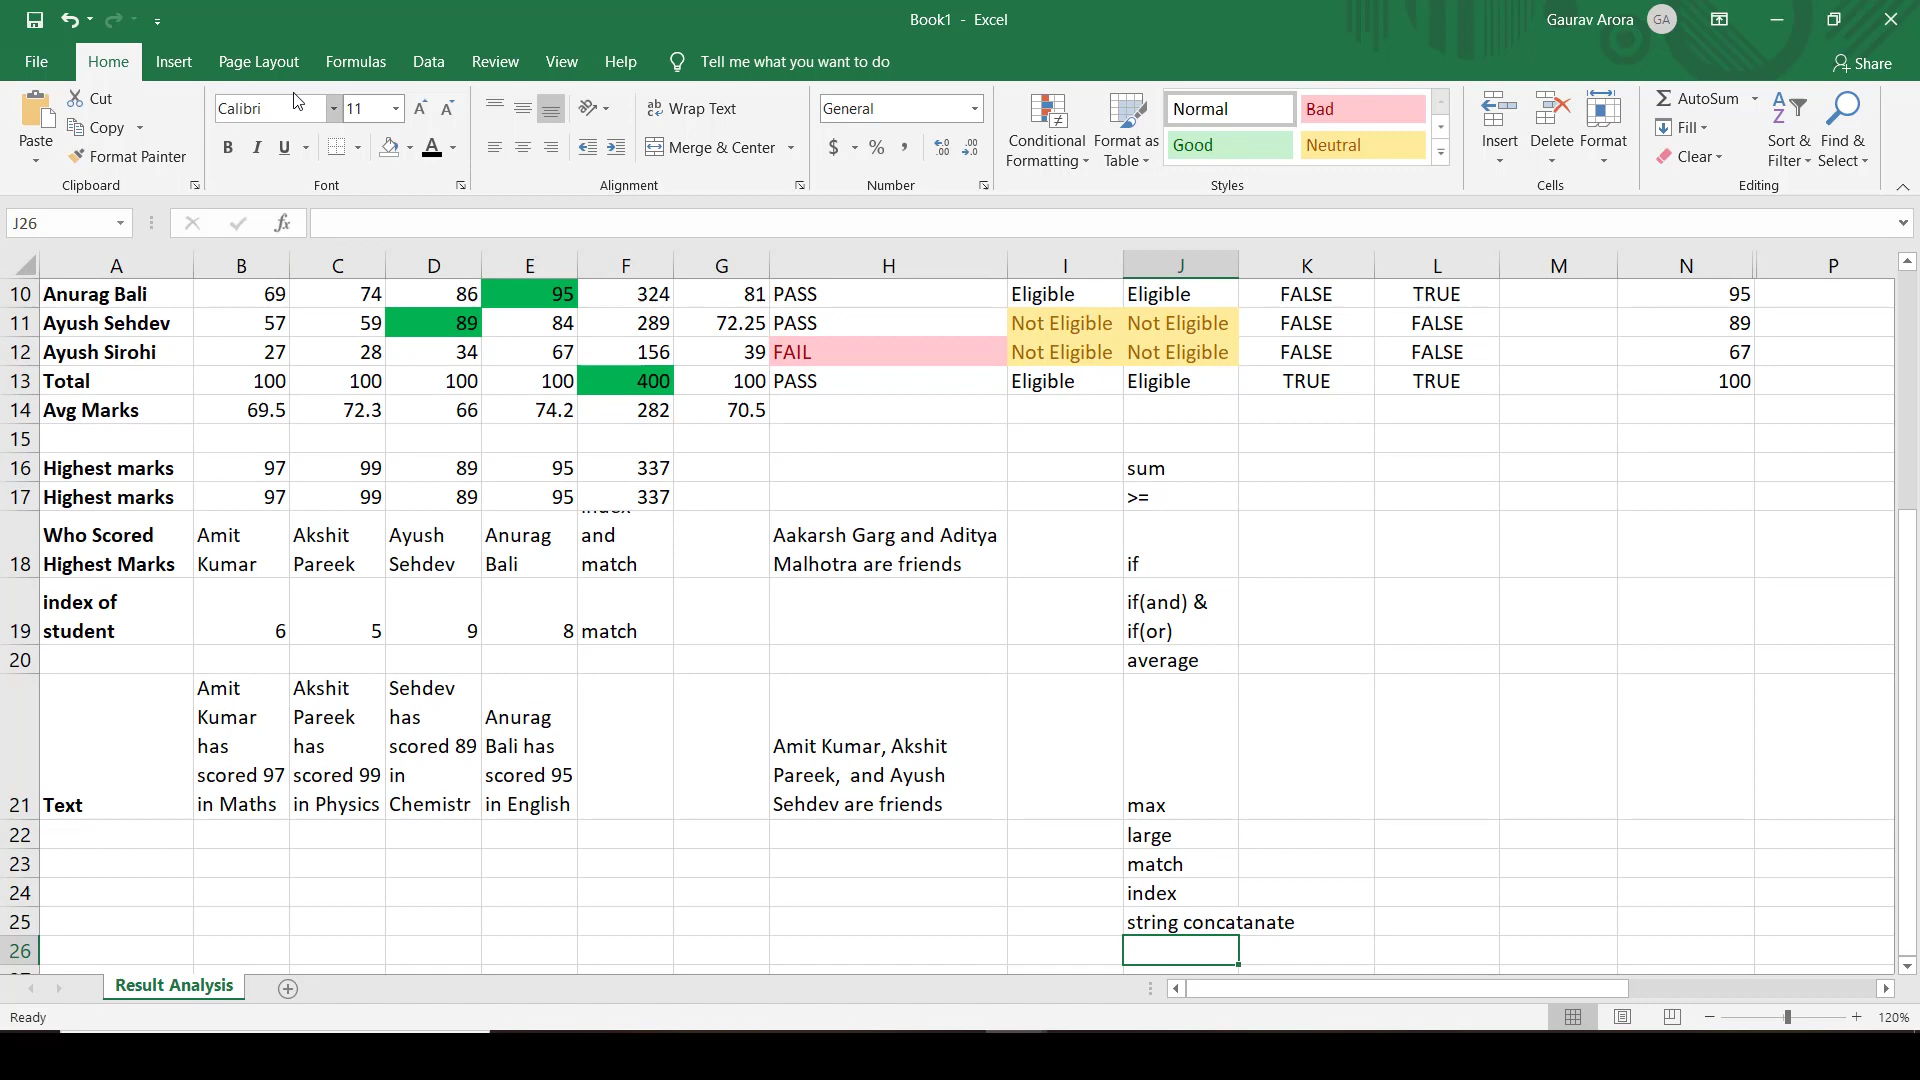 Book1 - Excel
Gaurav Arora GA
File Home Insert Page Layout Formulas Data Review View Help Tell me what you want to do Share
Paste Cut Copy Format Painter Clipboard
Calibri 11 B I U A Font
Wrap Text Merge & Center Alignment
General $ % , Number
Conditional Formatting Format as Table Normal Bad Good Neutral Styles
Insert Delete Format Cells
AutoSum Fill Clear Sort & Filter Find & Select Editing
J26 fx
A B C D E F G H I J K L M N P
10 Anurag Bali 69 74 86 95 324 81 PASS Eligible Eligible FALSE TRUE 95
11 Ayush Sehdev 57 59 89 84 289 72.25 PASS Not Eligible Not Eligible FALSE FALSE 89
12 Ayush Sirohi 27 28 34 67 156 39 FAIL Not Eligible Not Eligible FALSE FALSE 67
13 Total 100 100 100 100 400 100 PASS Eligible Eligible TRUE TRUE 100
14 Avg Marks 69.5 72.3 66 74.2 282 70.5
15
16 Highest marks 97 99 89 95 337 sum
17 Highest marks 97 99 89 95 337 >=
Who Scored Amit Akshit Ayush Anurag and Aakarsh Garg and Aditya
18 Highest Marks Kumar Pareek Sehdev Bali match Malhotra are friends if
index of if(and) &
19 student 6 5 9 8 match if(or)
20 average
Amit Akshit Sehdev
Kumar Pareek has Anurag
has has scored 89 Bali has Amit Kumar, Akshit
scored 97 scored 99 in scored 95 Pareek, and Ayush
21 Text in Maths in Physics Chemistr in English Sehdev are friends max
22 large
23 match
24 index
25 string concatanate
26
Result Analysis
Ready 120%